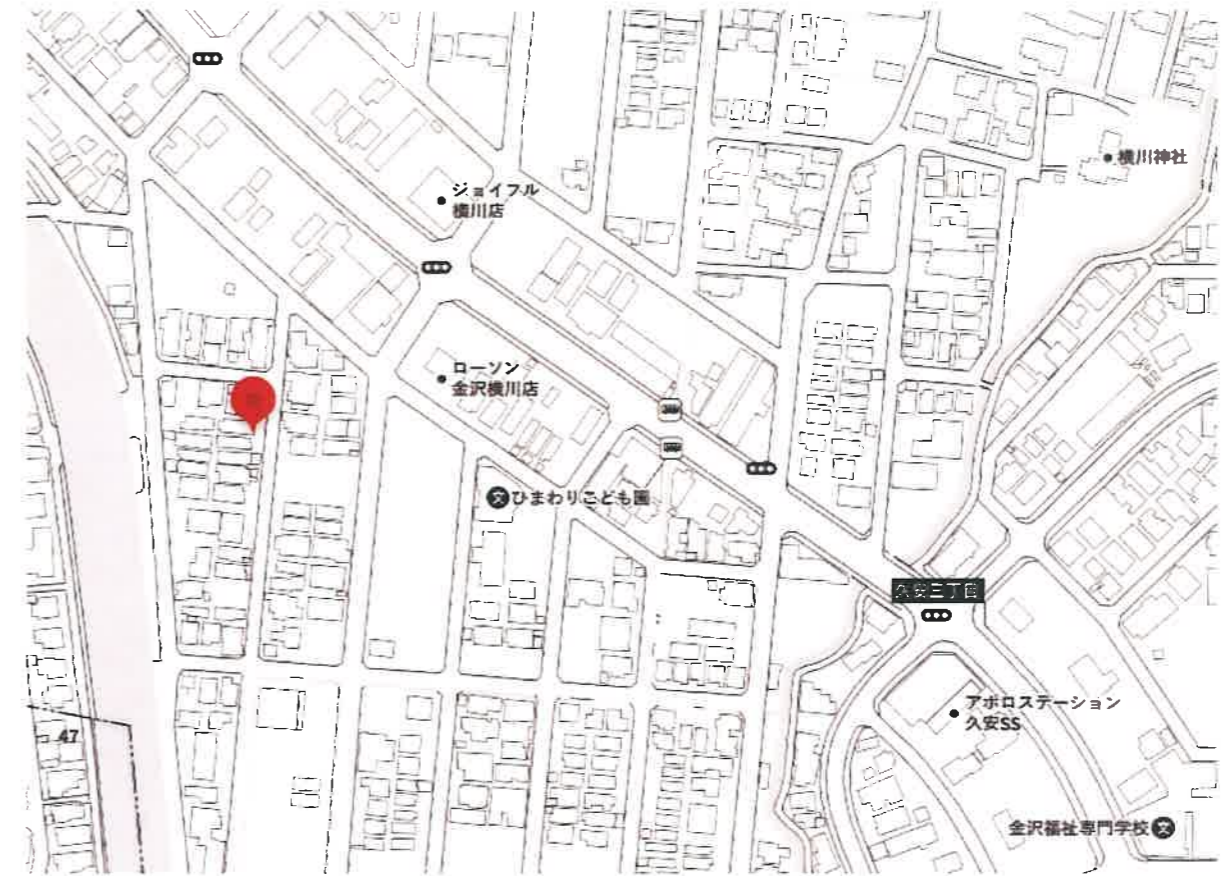 横川神社
ジョイフル
横川店
ローソン
金沢横川店
文 ひまわりこども園
久安三丁目
アポロステーション
久安SS
47
金沢福祉専門学校 文